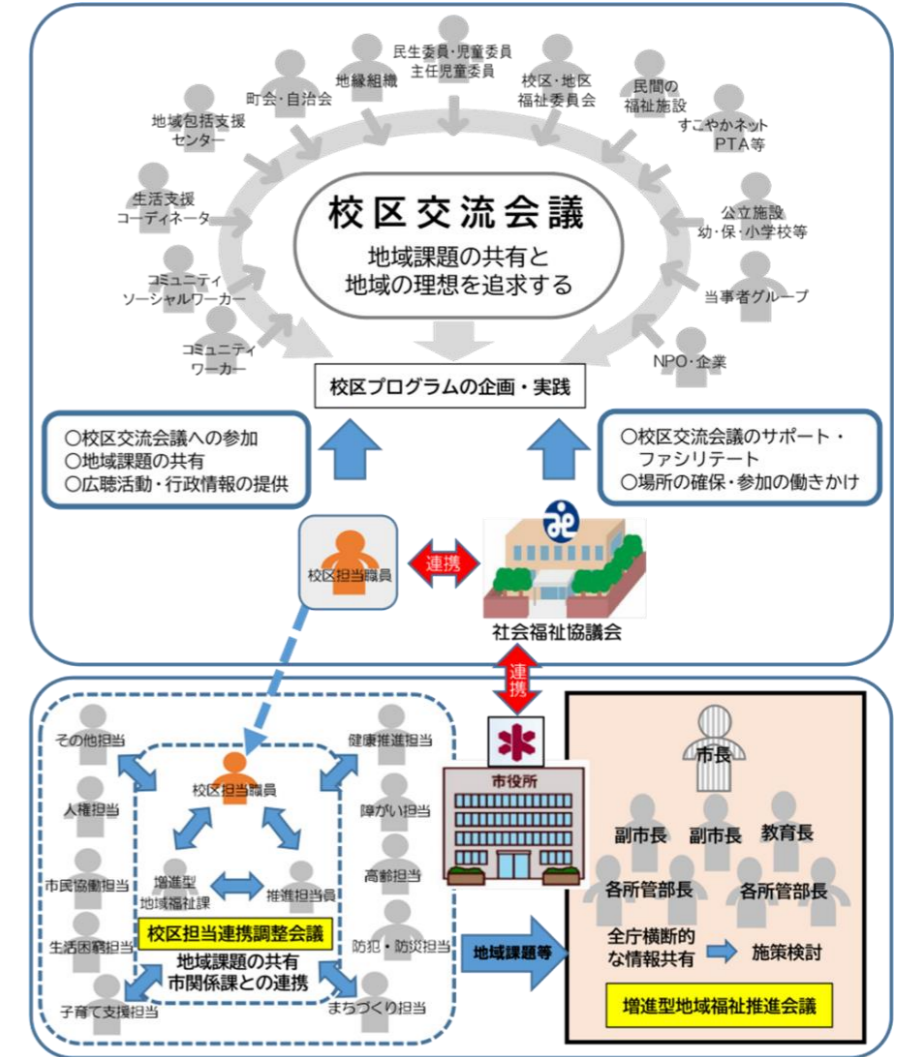 民生委員・児童委員
主任児童委員
地縁組織
校区・地区
福祉委員会
町会・自治会
民間の
福祉施設
地域包括支援
センター
すこやかネット
PTA等
生活支援
コーディネータ
校区交流会議
地域課題の共有と
地域の理想を追求する
公立施設
幼・保・小学校等
コミュニティ
ソーシャルワーカー
当事者グループ
コミュニティ
ワーカー
NPO・企業
校区プログラムの企画・実践
〇校区交流会議への参加
〇地域課題の共有
〇広聴活動・行政情報の提供
〇校区交流会議のサポート・
ファシリテート
〇場所の確保・参加の働きかけ
校区担当職員
連携
社会福祉協議会
連携
その他担当
健康推進担当
校区担当職員
人権担当
障がい担当
市民協働担当
増進型
地域福祉課
推進担当員
高齢担当
生活困窮担当
校区担当連携調整会議
防犯・防災担当
地域課題の共有
市関係課との連携
子育て支援担当
まちづくり担当
市役所
地域課題等
市長
副市長
副市長
教育長
各所管部長
各所管部長
全庁横断的
な情報共有
施策検討
増進型地域福祉推進会議